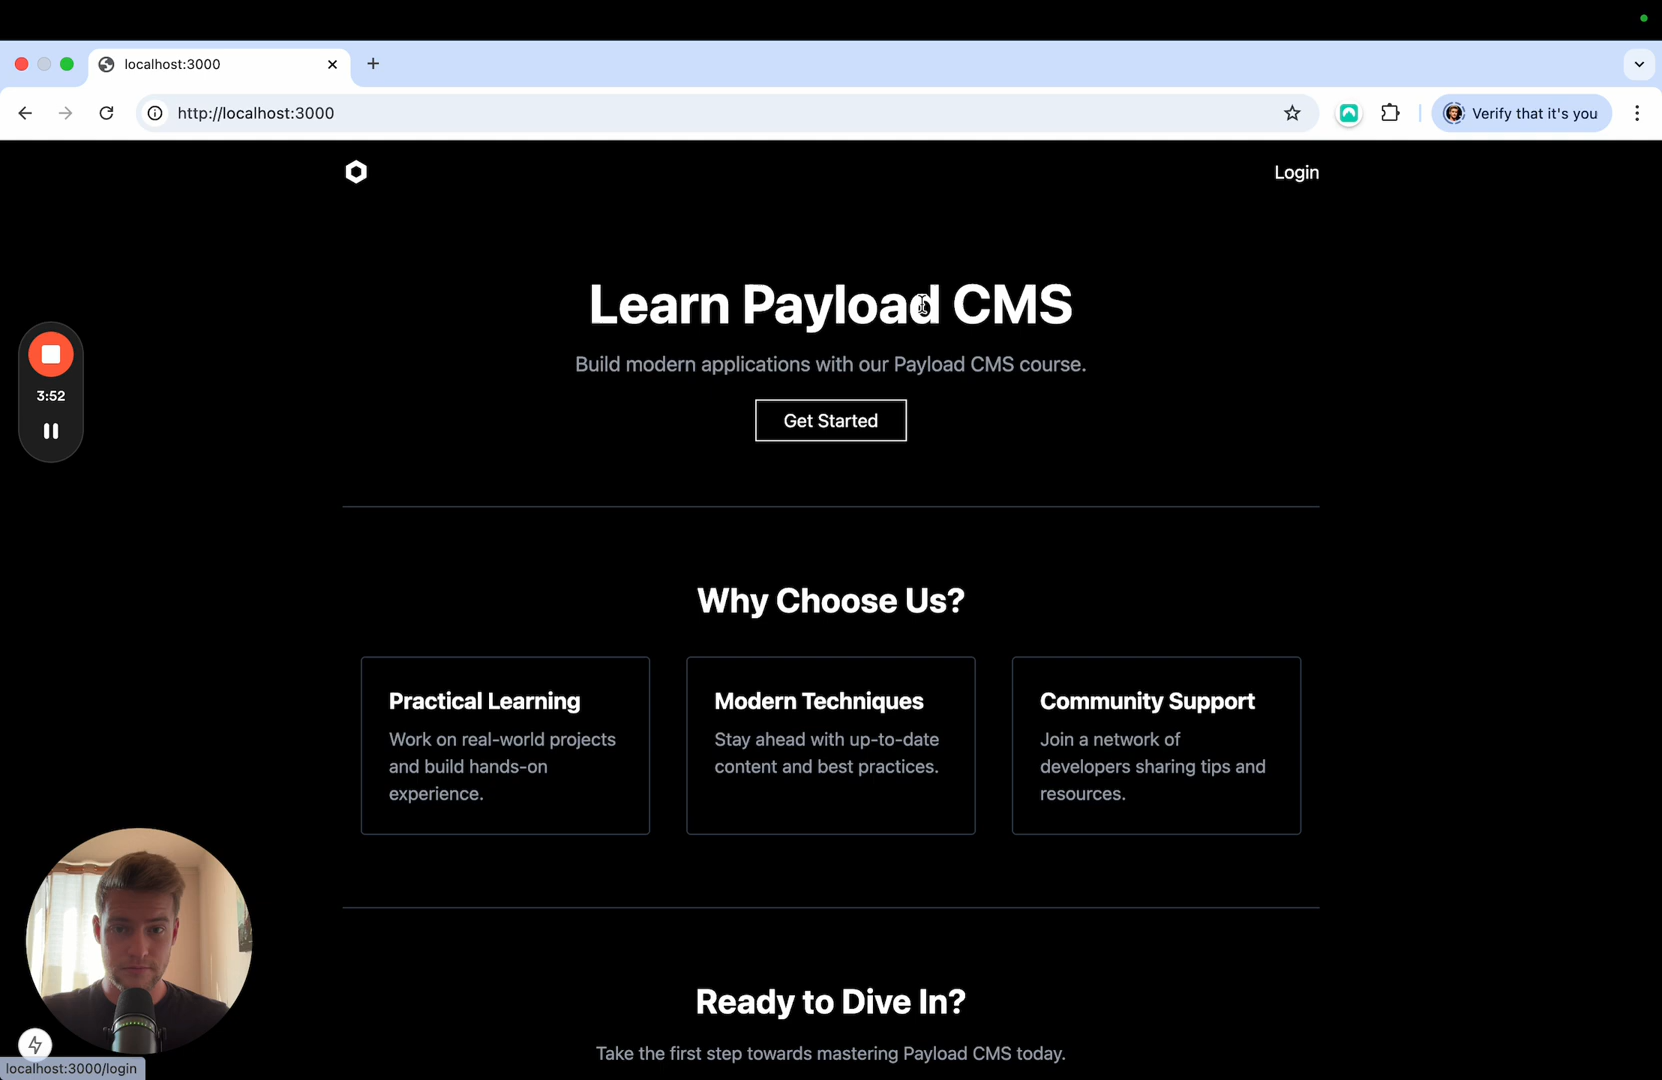 localhost:3000
http://localhost:3000
Verify that it's you
Login
Learn Payload CMS
Build modern applications with our Payload CMS course.
Get Started
3:52
Why Choose Us?
Practical Learning
Work on real-world projects
and build hands-on
experience.
Modern Techniques
Stay ahead with up-to-date
content and best practices.
Community Support
Join a network of
developers sharing tips and
resources.
Ready to Dive In?
Take the first step towards mastering Payload CMS today.
localhost:3000/login